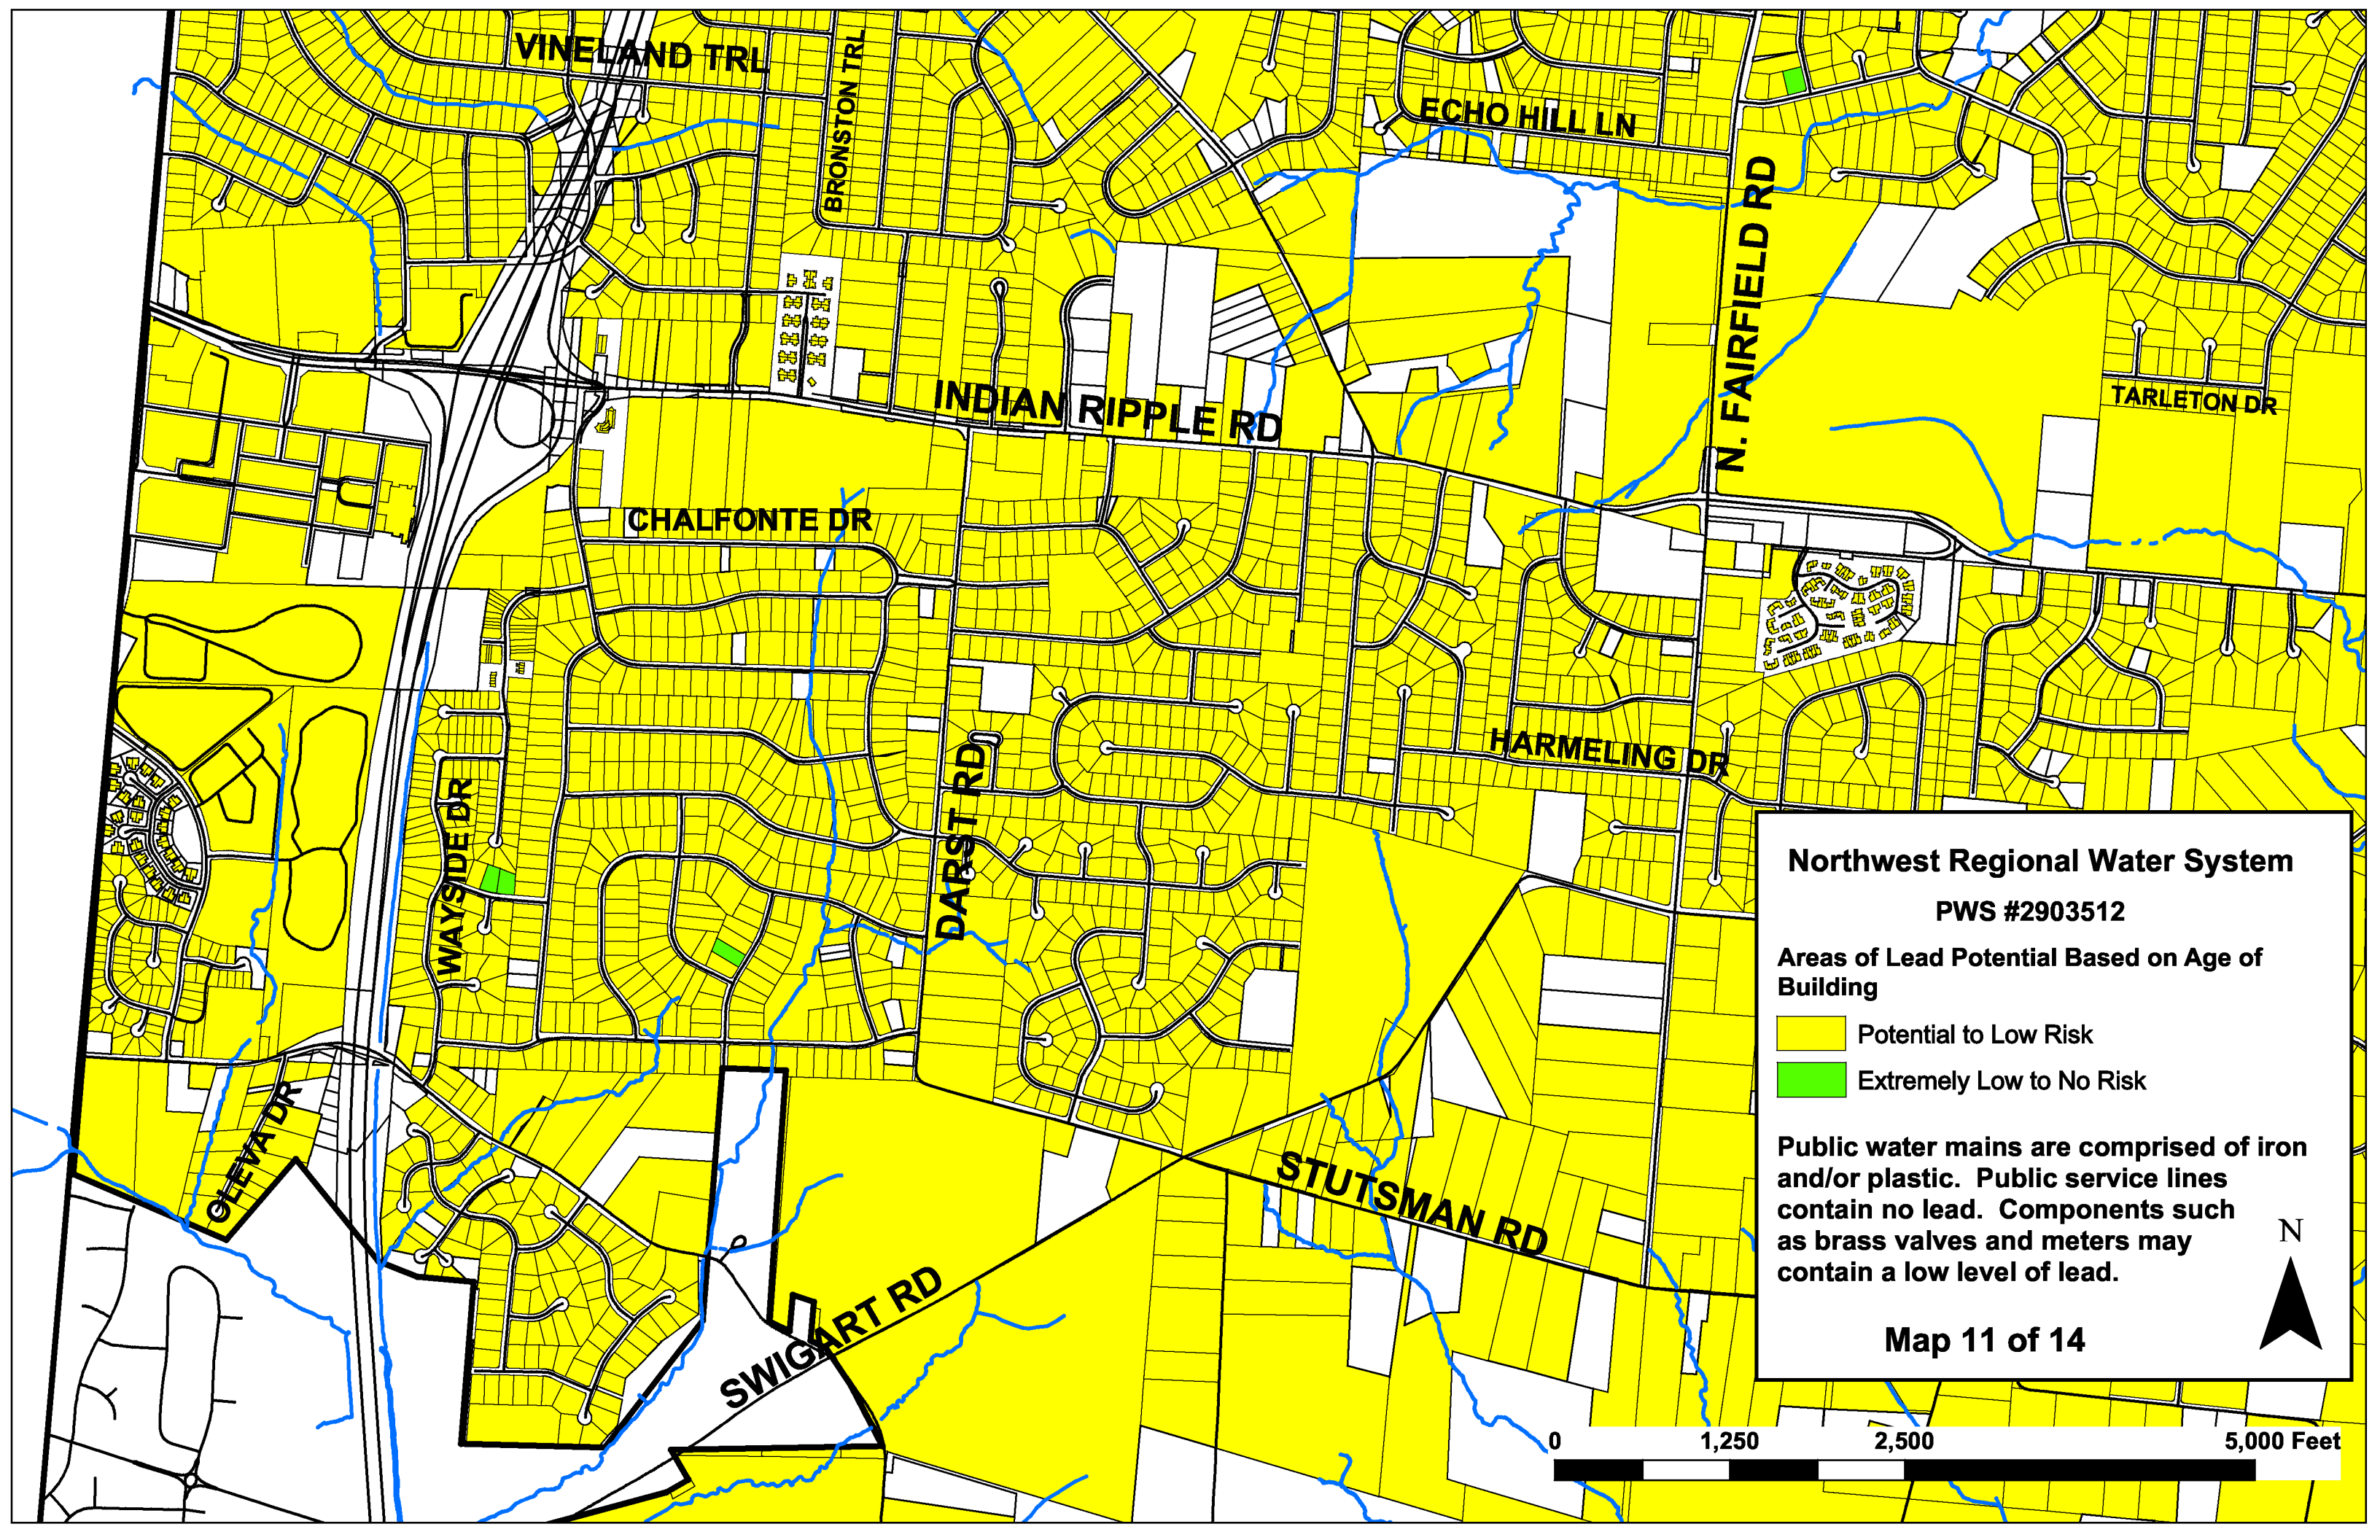 VINELAND TRL
BRONSTON TRL
ECHO HILL LN
N. FAIRFIELD RD
TARLETON DR
INDIAN RIPPLE RD
CHALFONTE DR
HARMELING DR
DARST RD
WAYSIDE DR
OLEVA DR
STUTSMAN RD
SWIGART RD
Northwest Regional Water System
PWS #2903512
Areas of Lead Potential Based on Age of
Building
Potential to Low Risk
Extremely Low to No Risk
Public water mains are comprised of iron
and/or plastic. Public service lines
contain no lead. Components such
as brass valves and meters may
contain a low level of lead.
N
Map 11 of 14
0 1,250 2,500 5,000 Feet